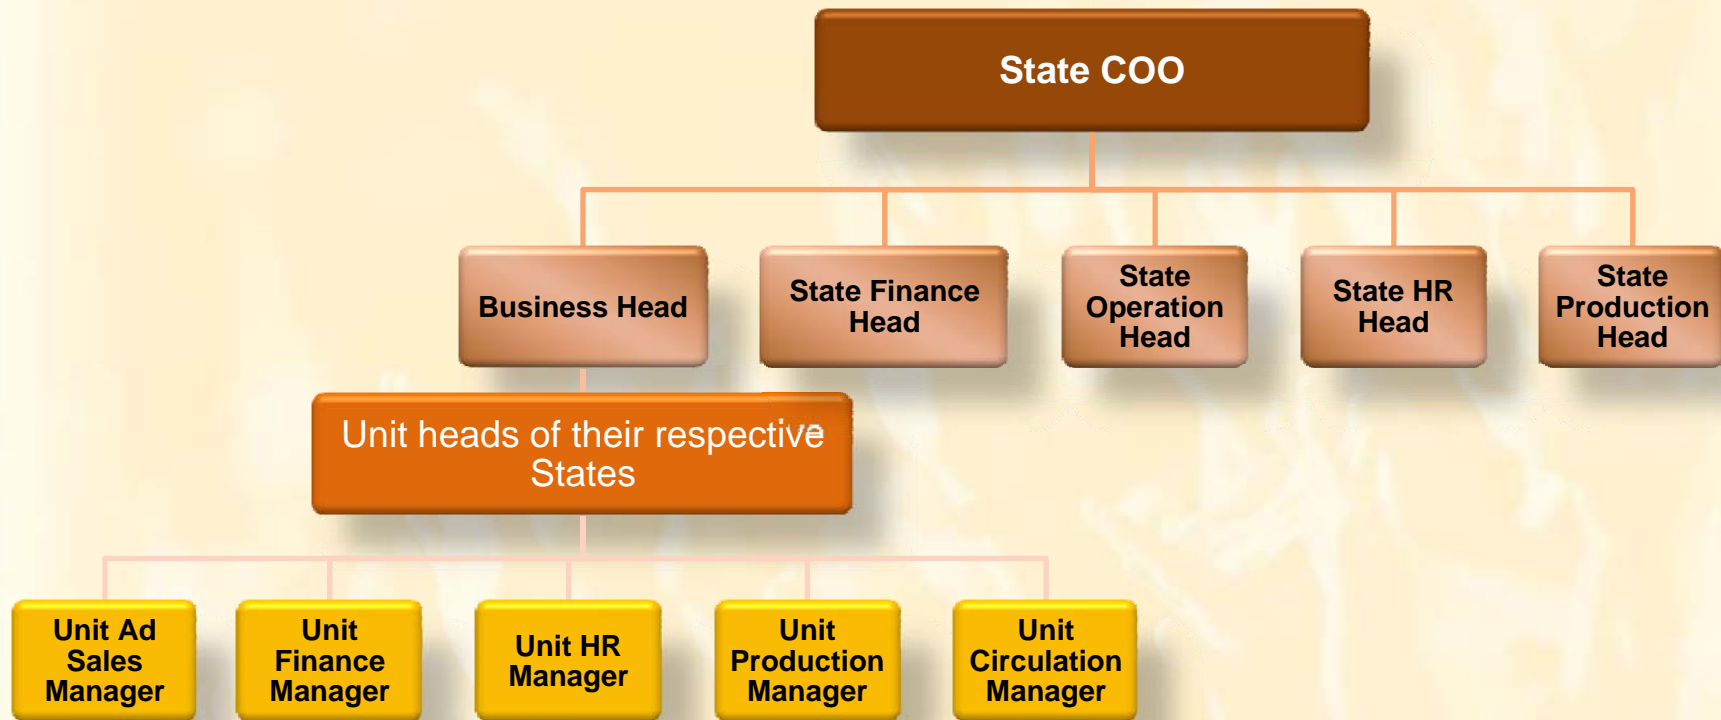 State COO
Business Head
State Finance
Head
State
Operation
Head
State HR
Head
State
Production
Head
Unit heads of their respective
States
Unit Ad
Sales
Manager
Unit
Finance
Manager
Unit HR
Manager
Unit
Production
Manager
Unit
Circulation
Manager